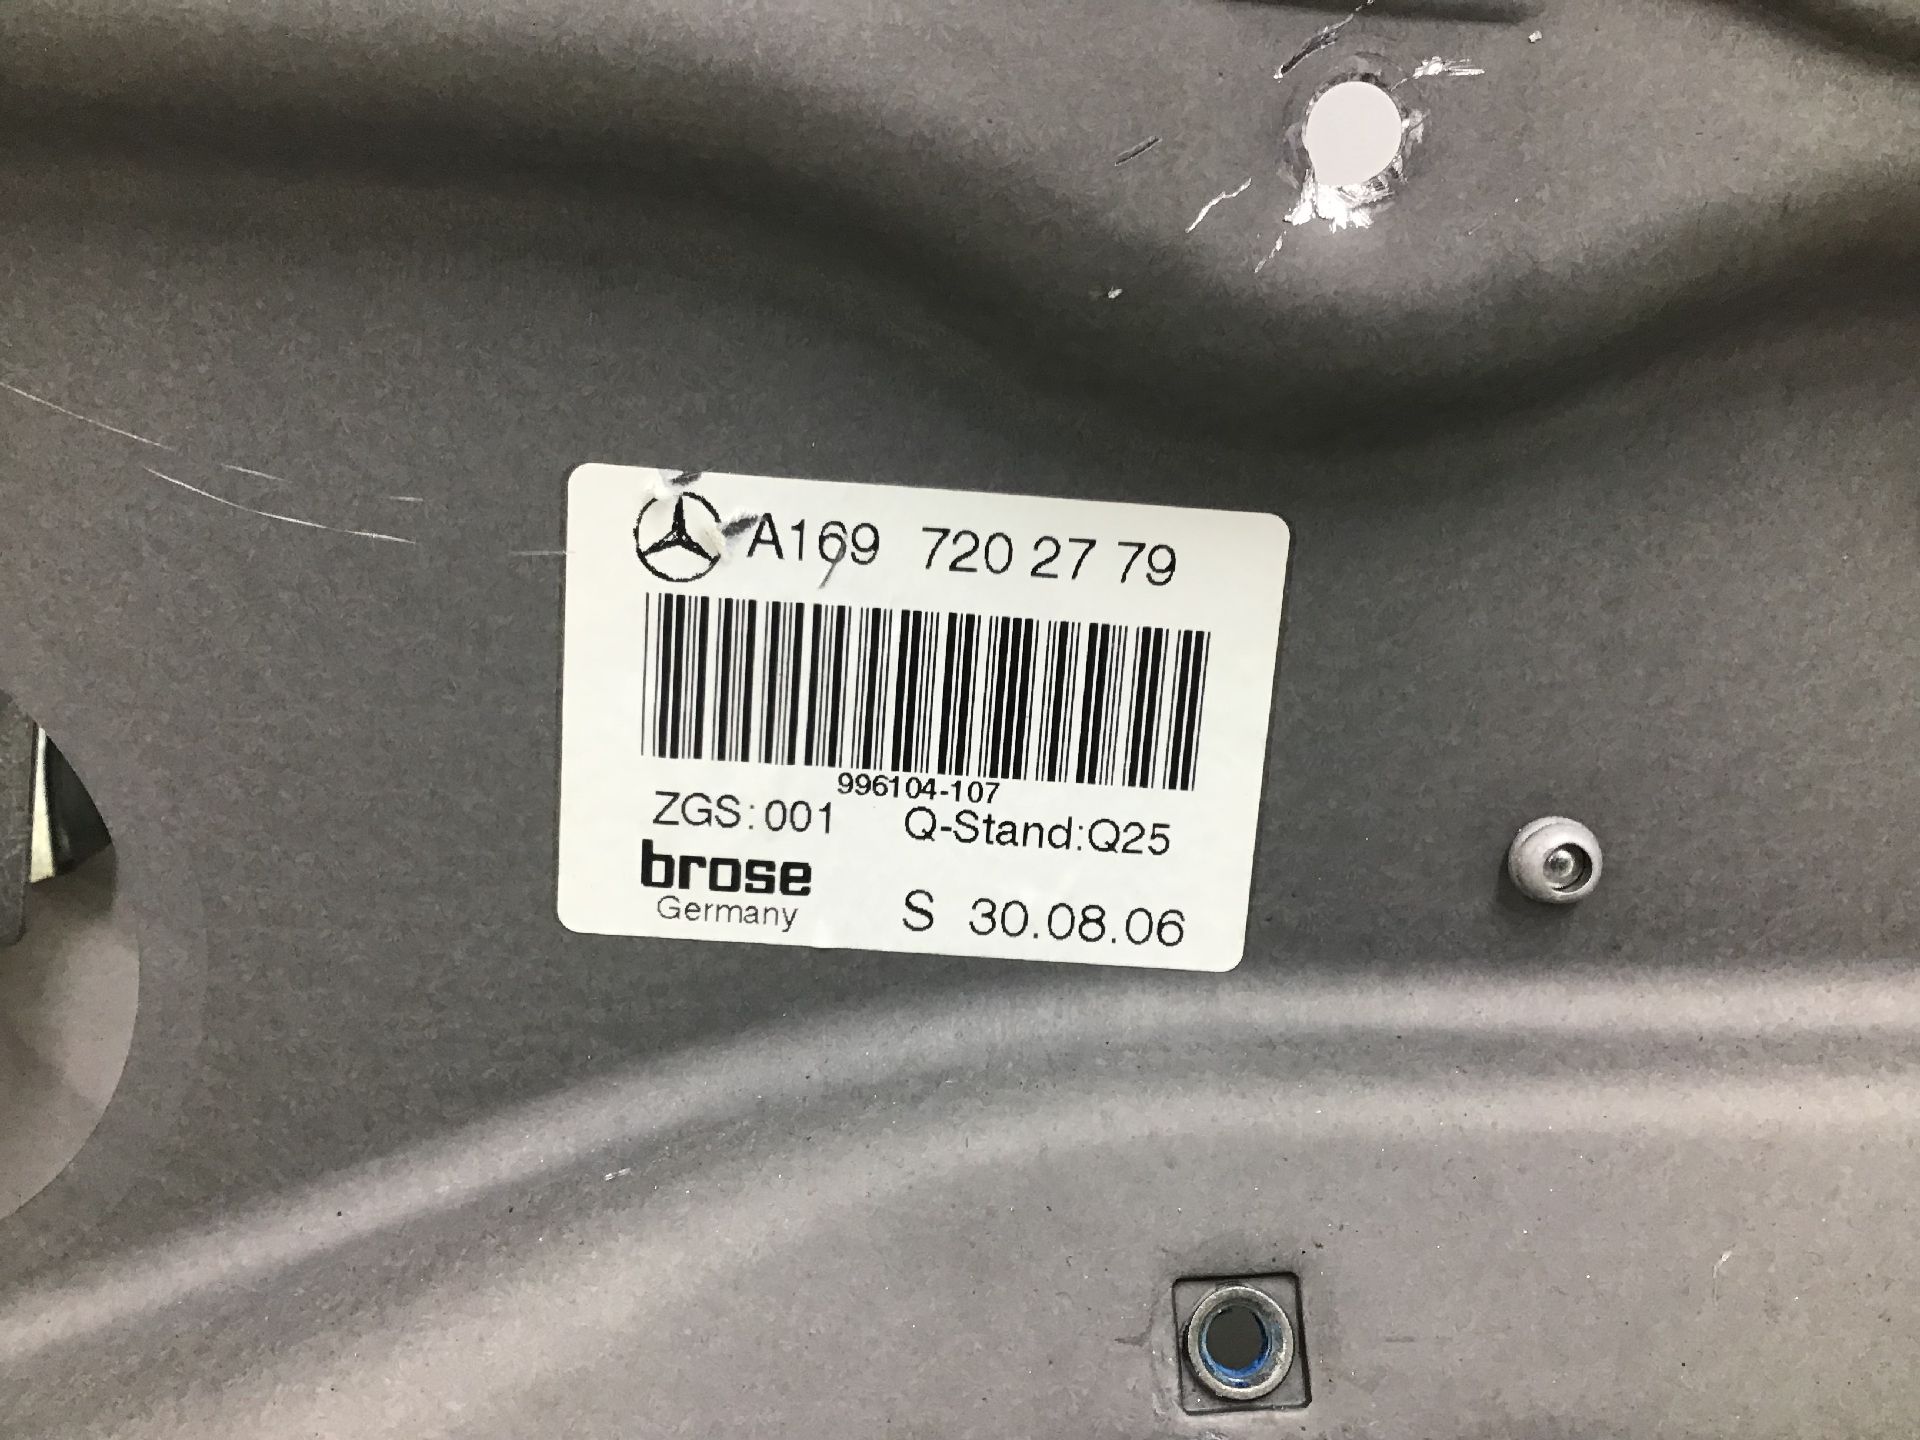 A169 720 27 79
996104-107
ZGS:001 Q-Stand:Q25
brose
Germany
S 30.08.06